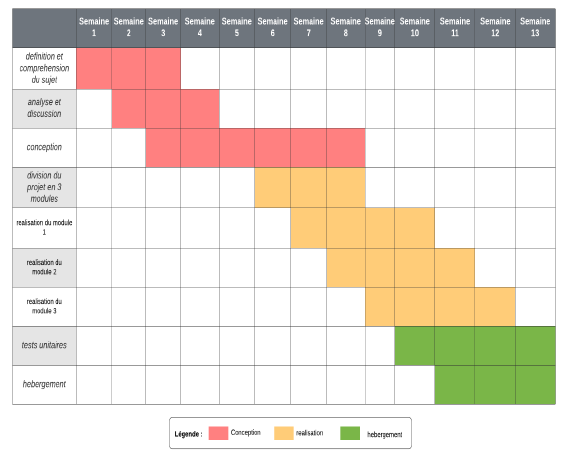 Semaine Semaine Semaine Semaine Semaine Semaine Semaine Semaine Semaine Semaine Semaine Semaine Semaine
1 2 3 4 5 6 7 8 9 10 11 12 13
definition et
comprehension
du sujet
analyse et
discussion
conception
division du
projet en 3
modules
realisation du module
1
realisation du
module 2
realisation du
module 3
tests unitaires
hebergement
Légende : Conception realisation hebergement